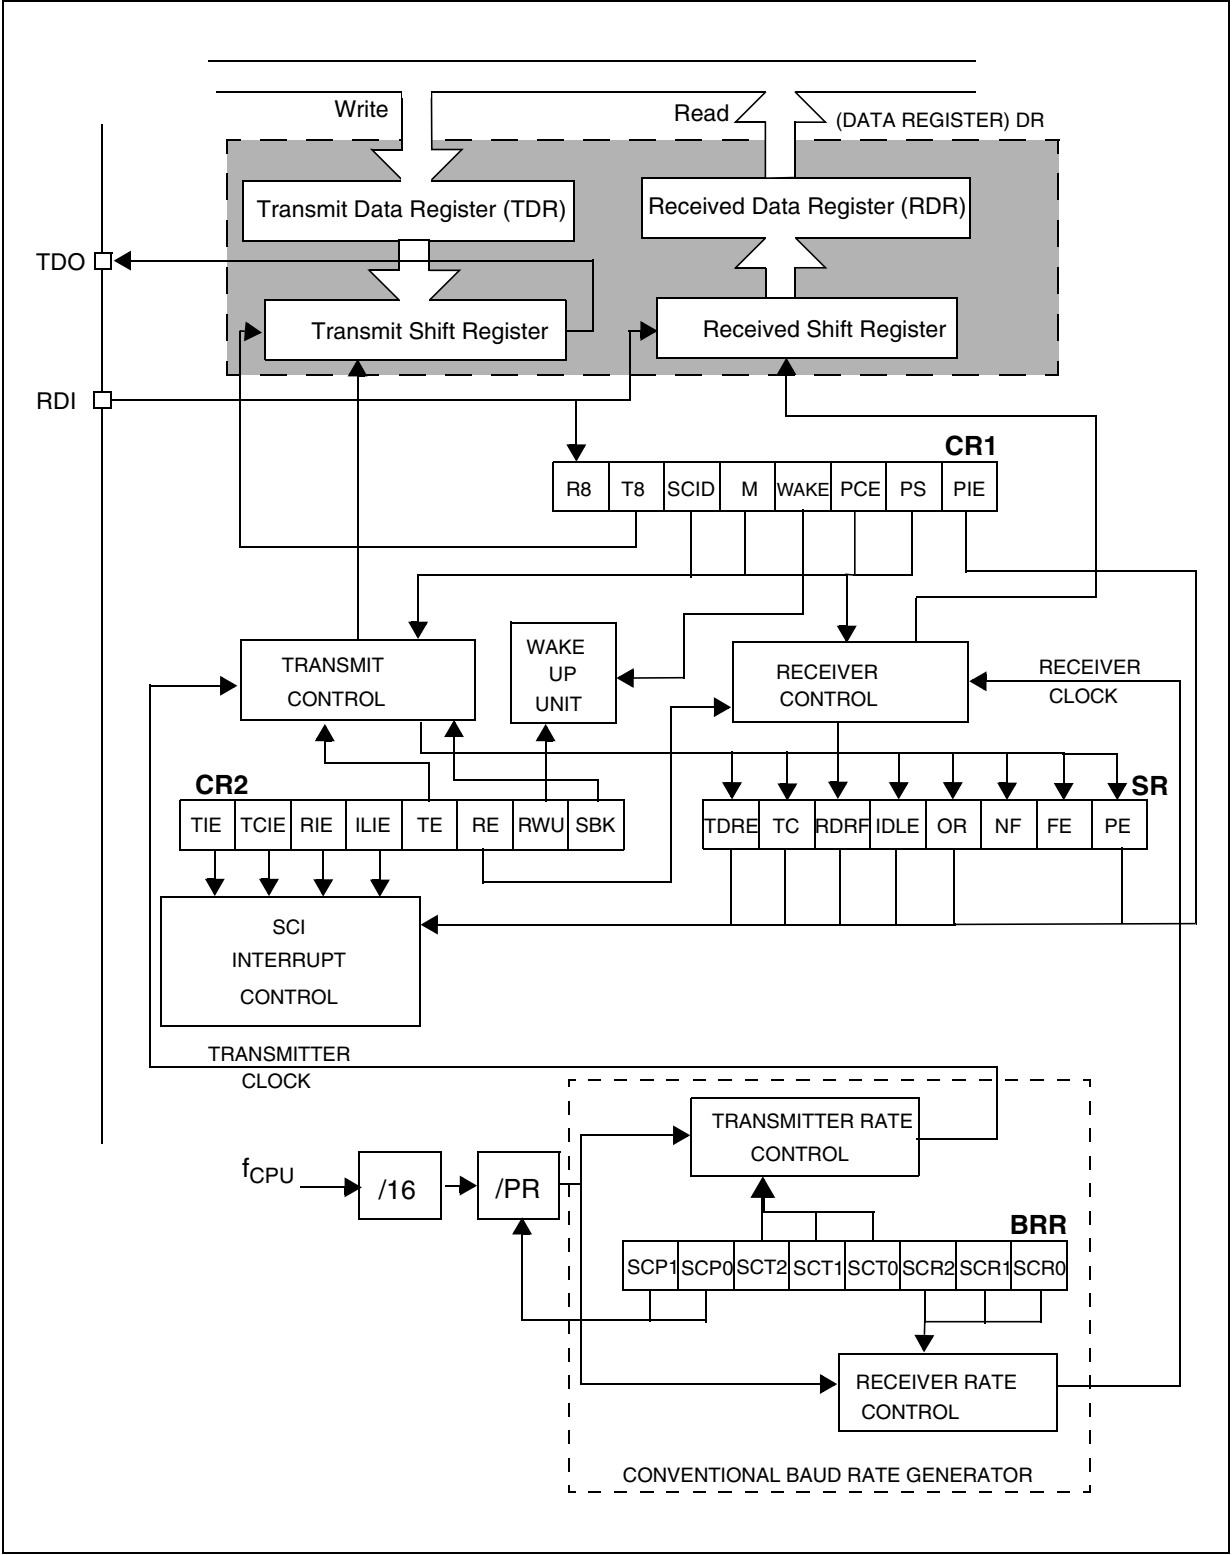 Write
Read
(DATA REGISTER) DR
Transmit Data Register (TDR)
Received Data Register (RDR)
TDO
Transmit Shift Register
Received Shift Register
RDI
CR1
R8 T8 SCID M WAKE PCE PS PIE
TRANSMIT
CONTROL
WAKE
UP
UNIT
RECEIVER
CONTROL
RECEIVER
CLOCK
CR2
TIE TCIE RIE ILIE TE RE RWU SBK
SR
TDRE TC RDRF IDLE OR NF FE PE
SCI
INTERRUPT
CONTROL
TRANSMITTER
CLOCK
TRANSMITTER RATE
CONTROL
fCPU
/16
/PR
BRR
SCP1 SCP0 SCT2 SCT1 SCT0 SCR2 SCR1 SCR0
RECEIVER RATE
CONTROL
CONVENTIONAL BAUD RATE GENERATOR